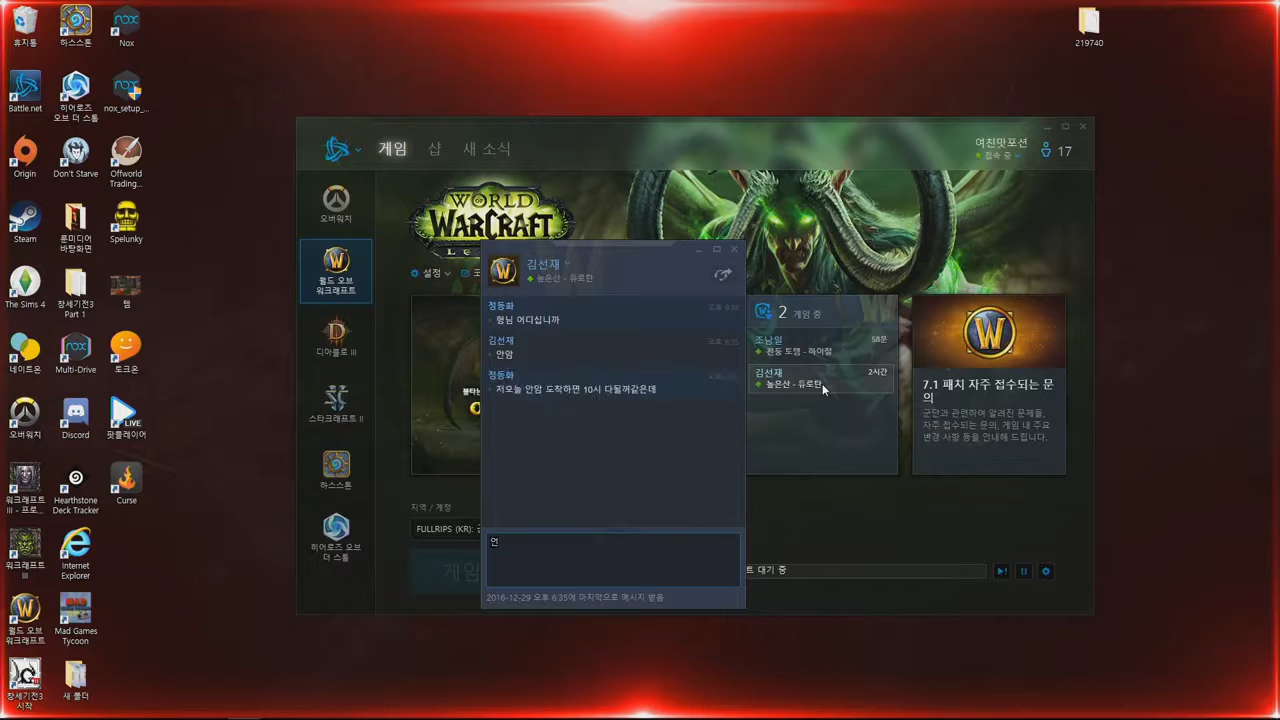 휴지통
하스스톤
Nox
219740
Battle.net
히어로즈
오브 더 스톰
nox_setup_...
Origin
Don't Starve
Offworld
Trading...
Steam
룬미디어
바탕화면
Spelunky
The Sims 4
창세기전3
Part 1
템
네이트온
Multi-Drive
토크온
오버워치
Discord
팟플레이어
LIVE
워크래프트
III - 프로...
Hearthstone
Deck Tracker
Curse
워크래프트
III
Internet
Explorer
월드 오브
워크래프트
Mad Games
Tycoon
창세기전3
시작
새 폴더
게임
샵
새 소식
여친맛포션
접속 중
17
오버워치
월드 오브
워크래프트
디아블로 III
스타크래프트 II
하스스톤
히어로즈 오브
더 스톰
WORLD
WARCRAFT
설정
김선재
높은산 - 듀로탄
정동화
형님 어디십니까
김선재
안암
정동화
저오늘 안암 도착하면 10시 다될꺼같은데
언
2016-12-29 오후 6:35에 마지막으로 메시지 받음
2 게임 중
조남일
58분
천둥 토템 - 하이잘
김선재
2시간
높은산 - 듀로탄
7.1 패치 자주 접수되는 문
의
군단과 관련하여 알려진 문제들,
자주 접수되는 문의, 게임 내 주요
변경 사항 등을 안내해 드립니다.
지역 / 계정
FULLRIPS (KR):
게임
트 대기 중